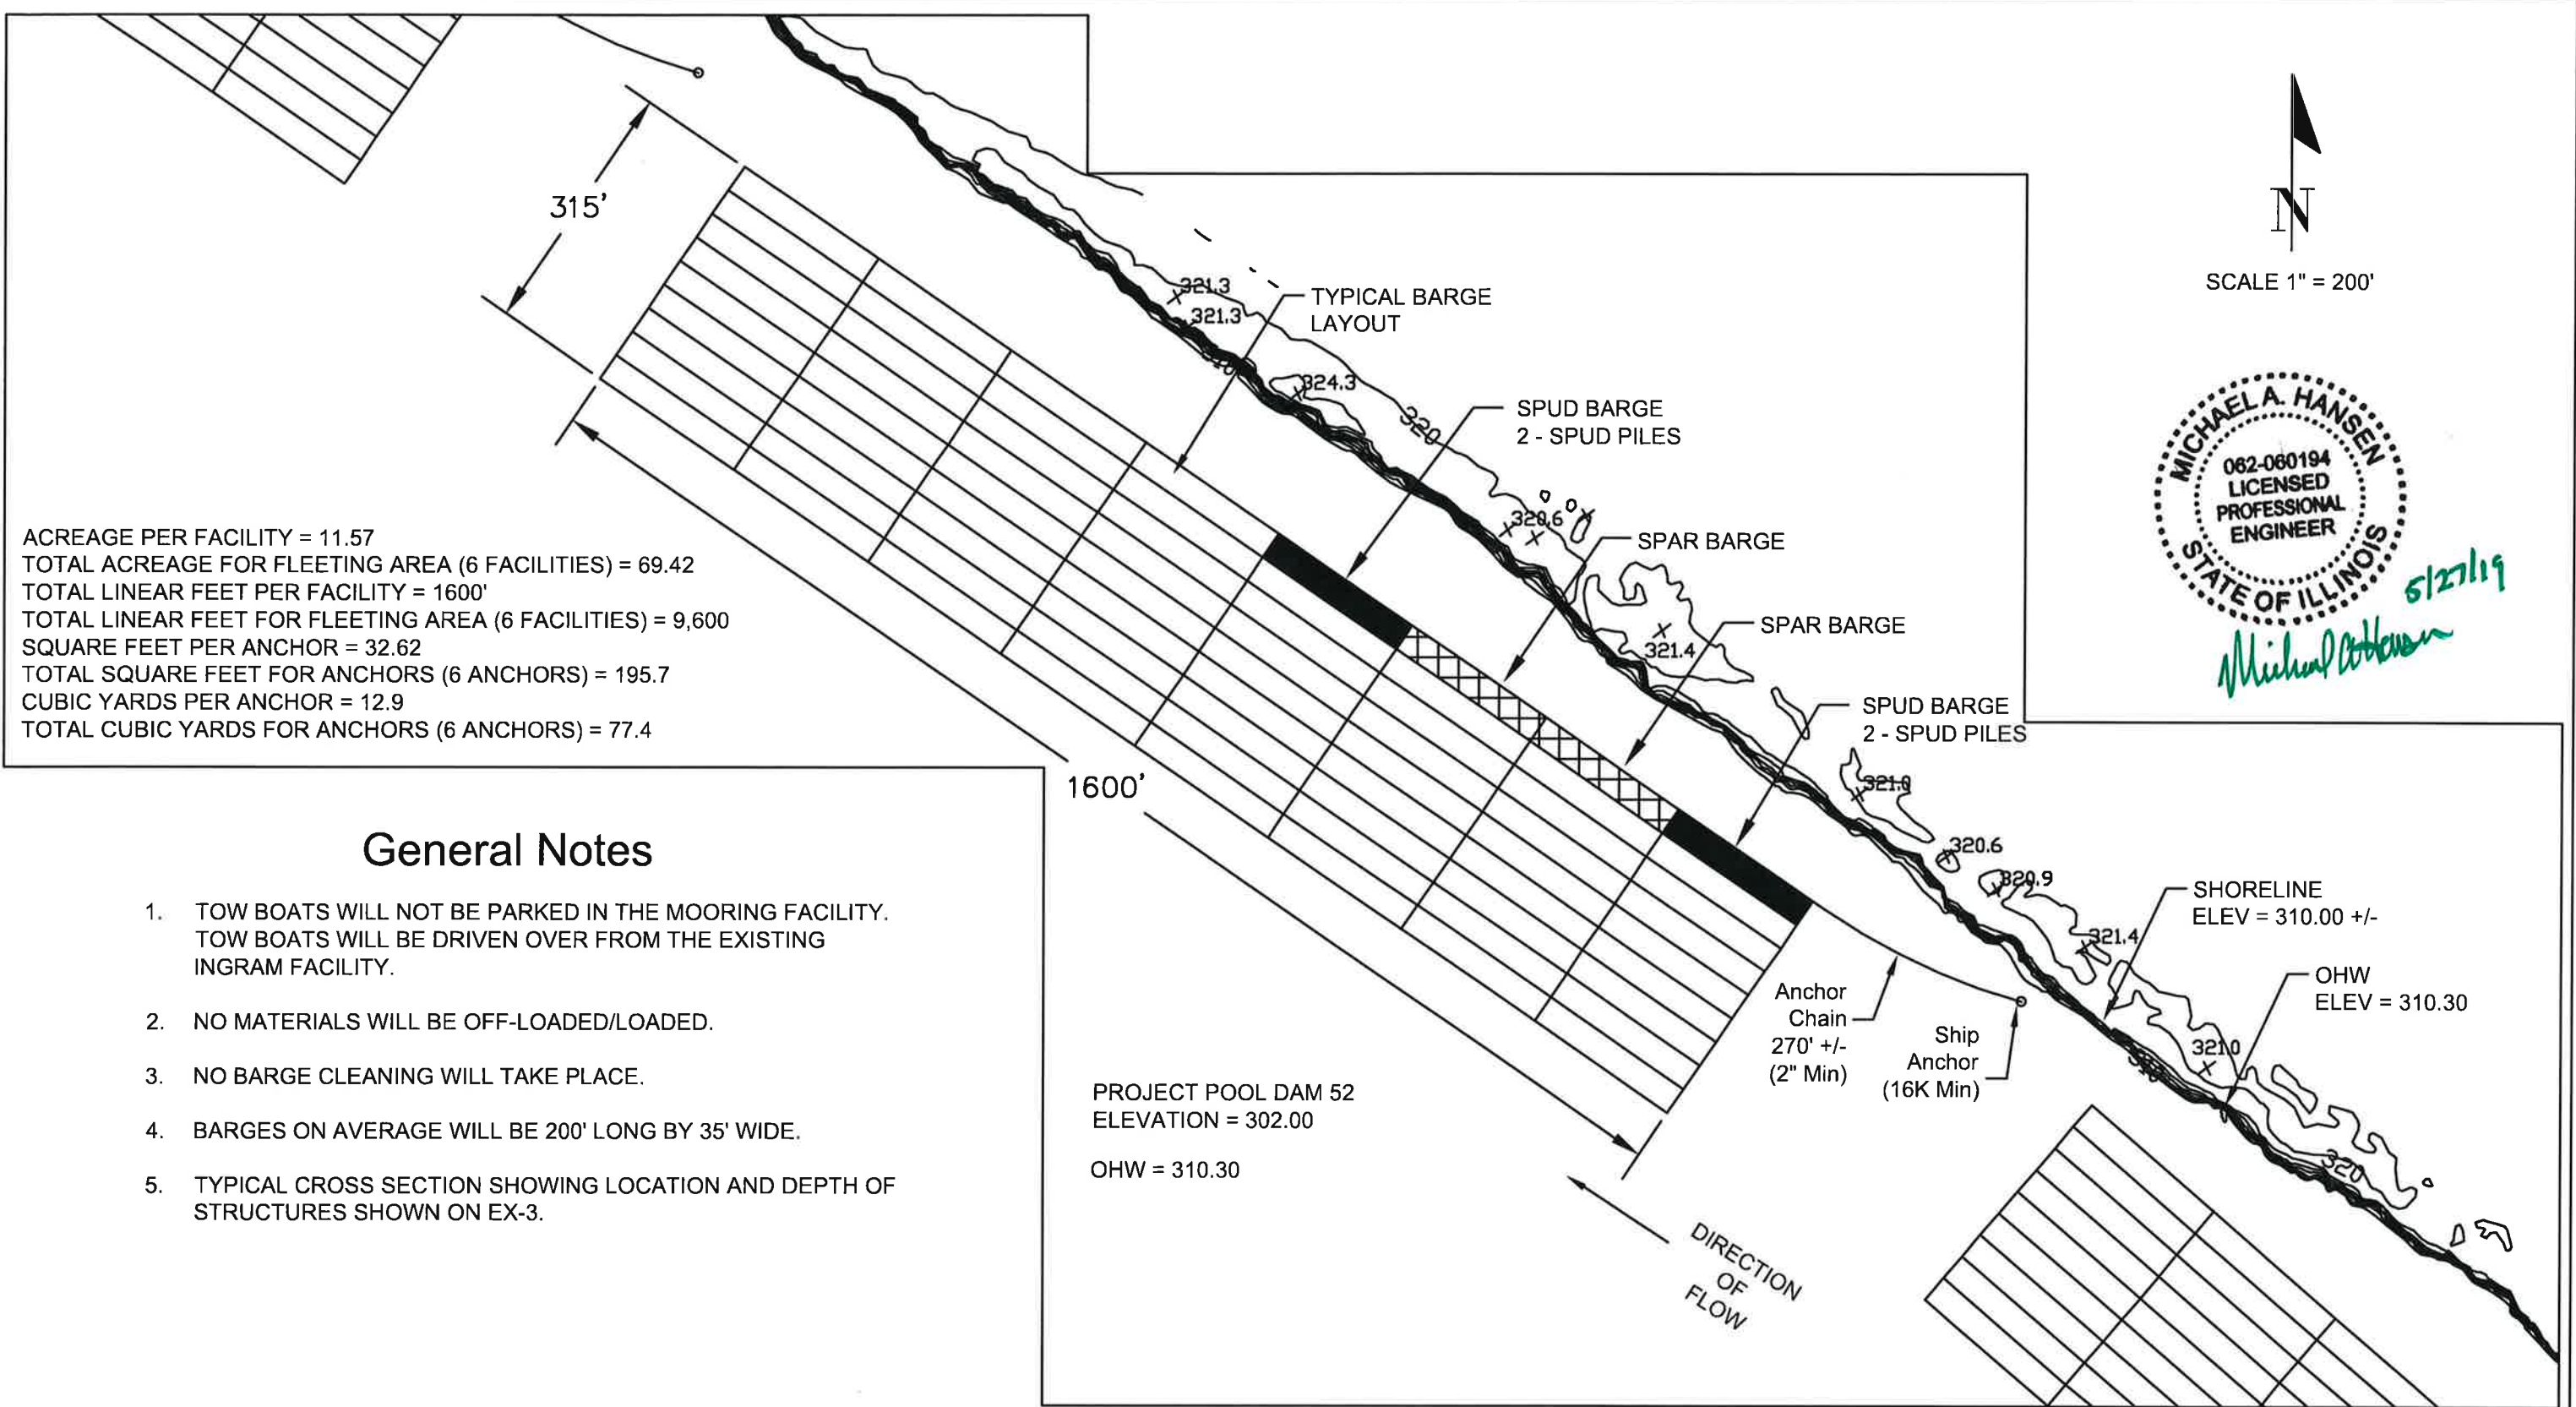 315'
321.3
321.3
310
TYPICAL BARGE
LAYOUT
324.3
320
SPUD BARGE
2 - SPUD PILES
320.6
SPAR BARGE
321.4
SPAR BARGE
SPUD BARGE
2 - SPUD PILES
N
SCALE 1" = 200'
MICHAEL A. HANSEN
062-060194
LICENSED
PROFESSIONAL
ENGINEER
STATE OF ILLINOIS
5/27/19
ACREAGE PER FACILITY = 11.57
TOTAL ACREAGE FOR FLEETING AREA (6 FACILITIES) = 69.42
TOTAL LINEAR FEET PER FACILITY = 1600'
TOTAL LINEAR FEET FOR FLEETING AREA (6 FACILITIES) = 9,600
SQUARE FEET PER ANCHOR = 32.62
TOTAL SQUARE FEET FOR ANCHORS (6 ANCHORS) = 195.7
CUBIC YARDS PER ANCHOR = 12.9
TOTAL CUBIC YARDS FOR ANCHORS (6 ANCHORS) = 77.4
1600'
321.0
320.6
320.9
321.4
SHORELINE
ELEV = 310.00 +/-
OHW
ELEV = 310.30
321.0
310
320
Anchor
Chain
270' +/-
(2" Min)
Ship
Anchor
(16K Min)
General Notes
1. TOW BOATS WILL NOT BE PARKED IN THE MOORING FACILITY.
TOW BOATS WILL BE DRIVEN OVER FROM THE EXISTING
INGRAM FACILITY.
2. NO MATERIALS WILL BE OFF-LOADED/LOADED.
3. NO BARGE CLEANING WILL TAKE PLACE.
4. BARGES ON AVERAGE WILL BE 200' LONG BY 35' WIDE.
5. TYPICAL CROSS SECTION SHOWING LOCATION AND DEPTH OF
STRUCTURES SHOWN ON EX-3.
PROJECT POOL DAM 52
ELEVATION = 302.00
OHW = 310.30
DIRECTION
OF
FLOW